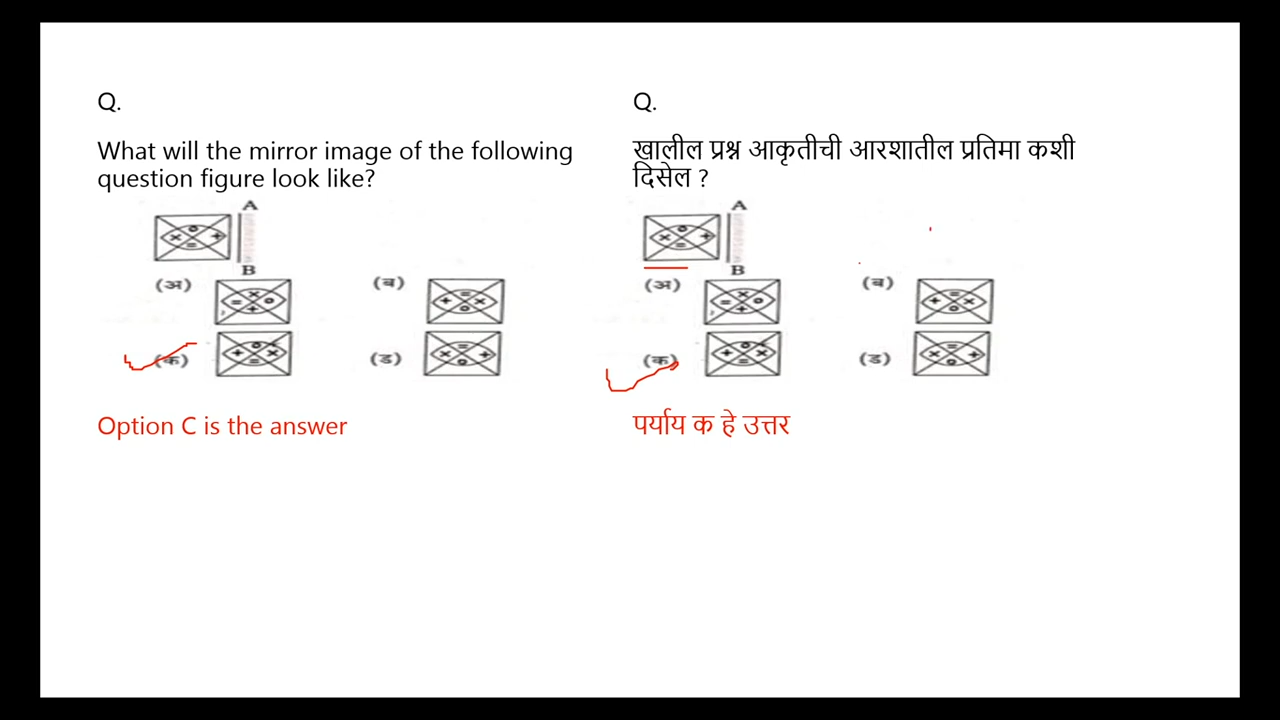 Q.
What will the mirror image of the following
question figure look like?
A
B
(अ)
(ब)
(क)
(ड)
Option C is the answer
Q.
खालील प्रश्न आकृतीची आरशातील प्रतिमा कशी
दिसेल ?
A
B
(अ)
(ब)
(क)
(ड)
पर्याय क हे उत्तर